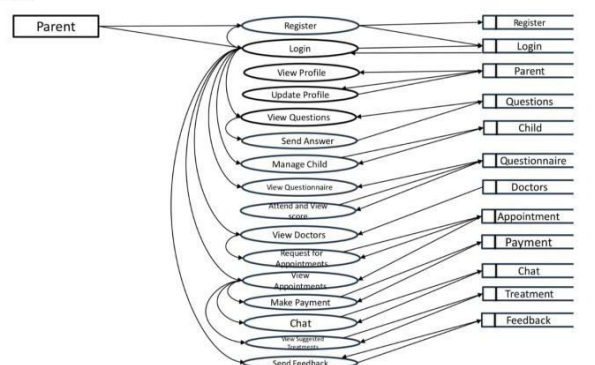 Parent
Register
Login
View Profile
Update Profile
View Questions
Send Answer
Manage Child
View Questionnaire
Attend and View
score
View Doctors
Request for
Appointments
View
Appointments
Make Payment
Chat
View Suggested
Treatments
Send Feedback
Register
Login
Parent
Questions
Child
Questionnaire
Doctors
Appointment
Payment
Chat
Treatment
Feedback